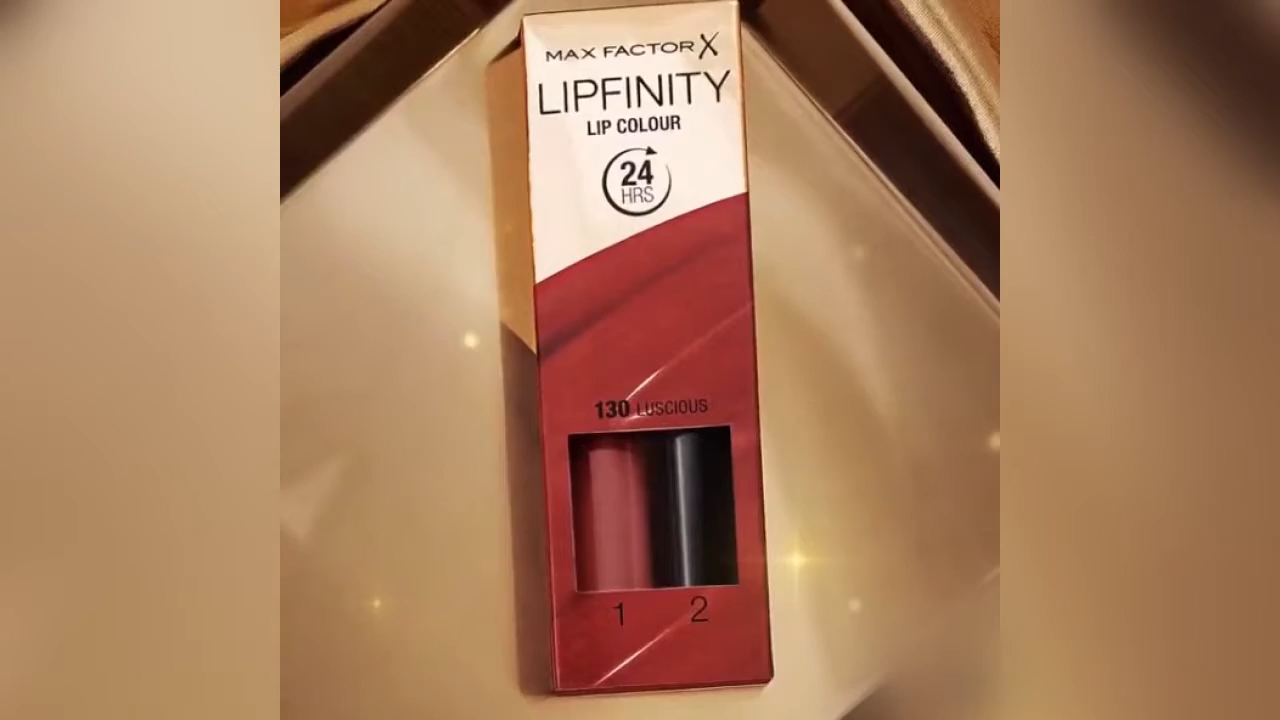 MAX FACTOR X
LIPFINITY
LIP COLOUR
24
HRS
130 LUSCIOUS
1 2